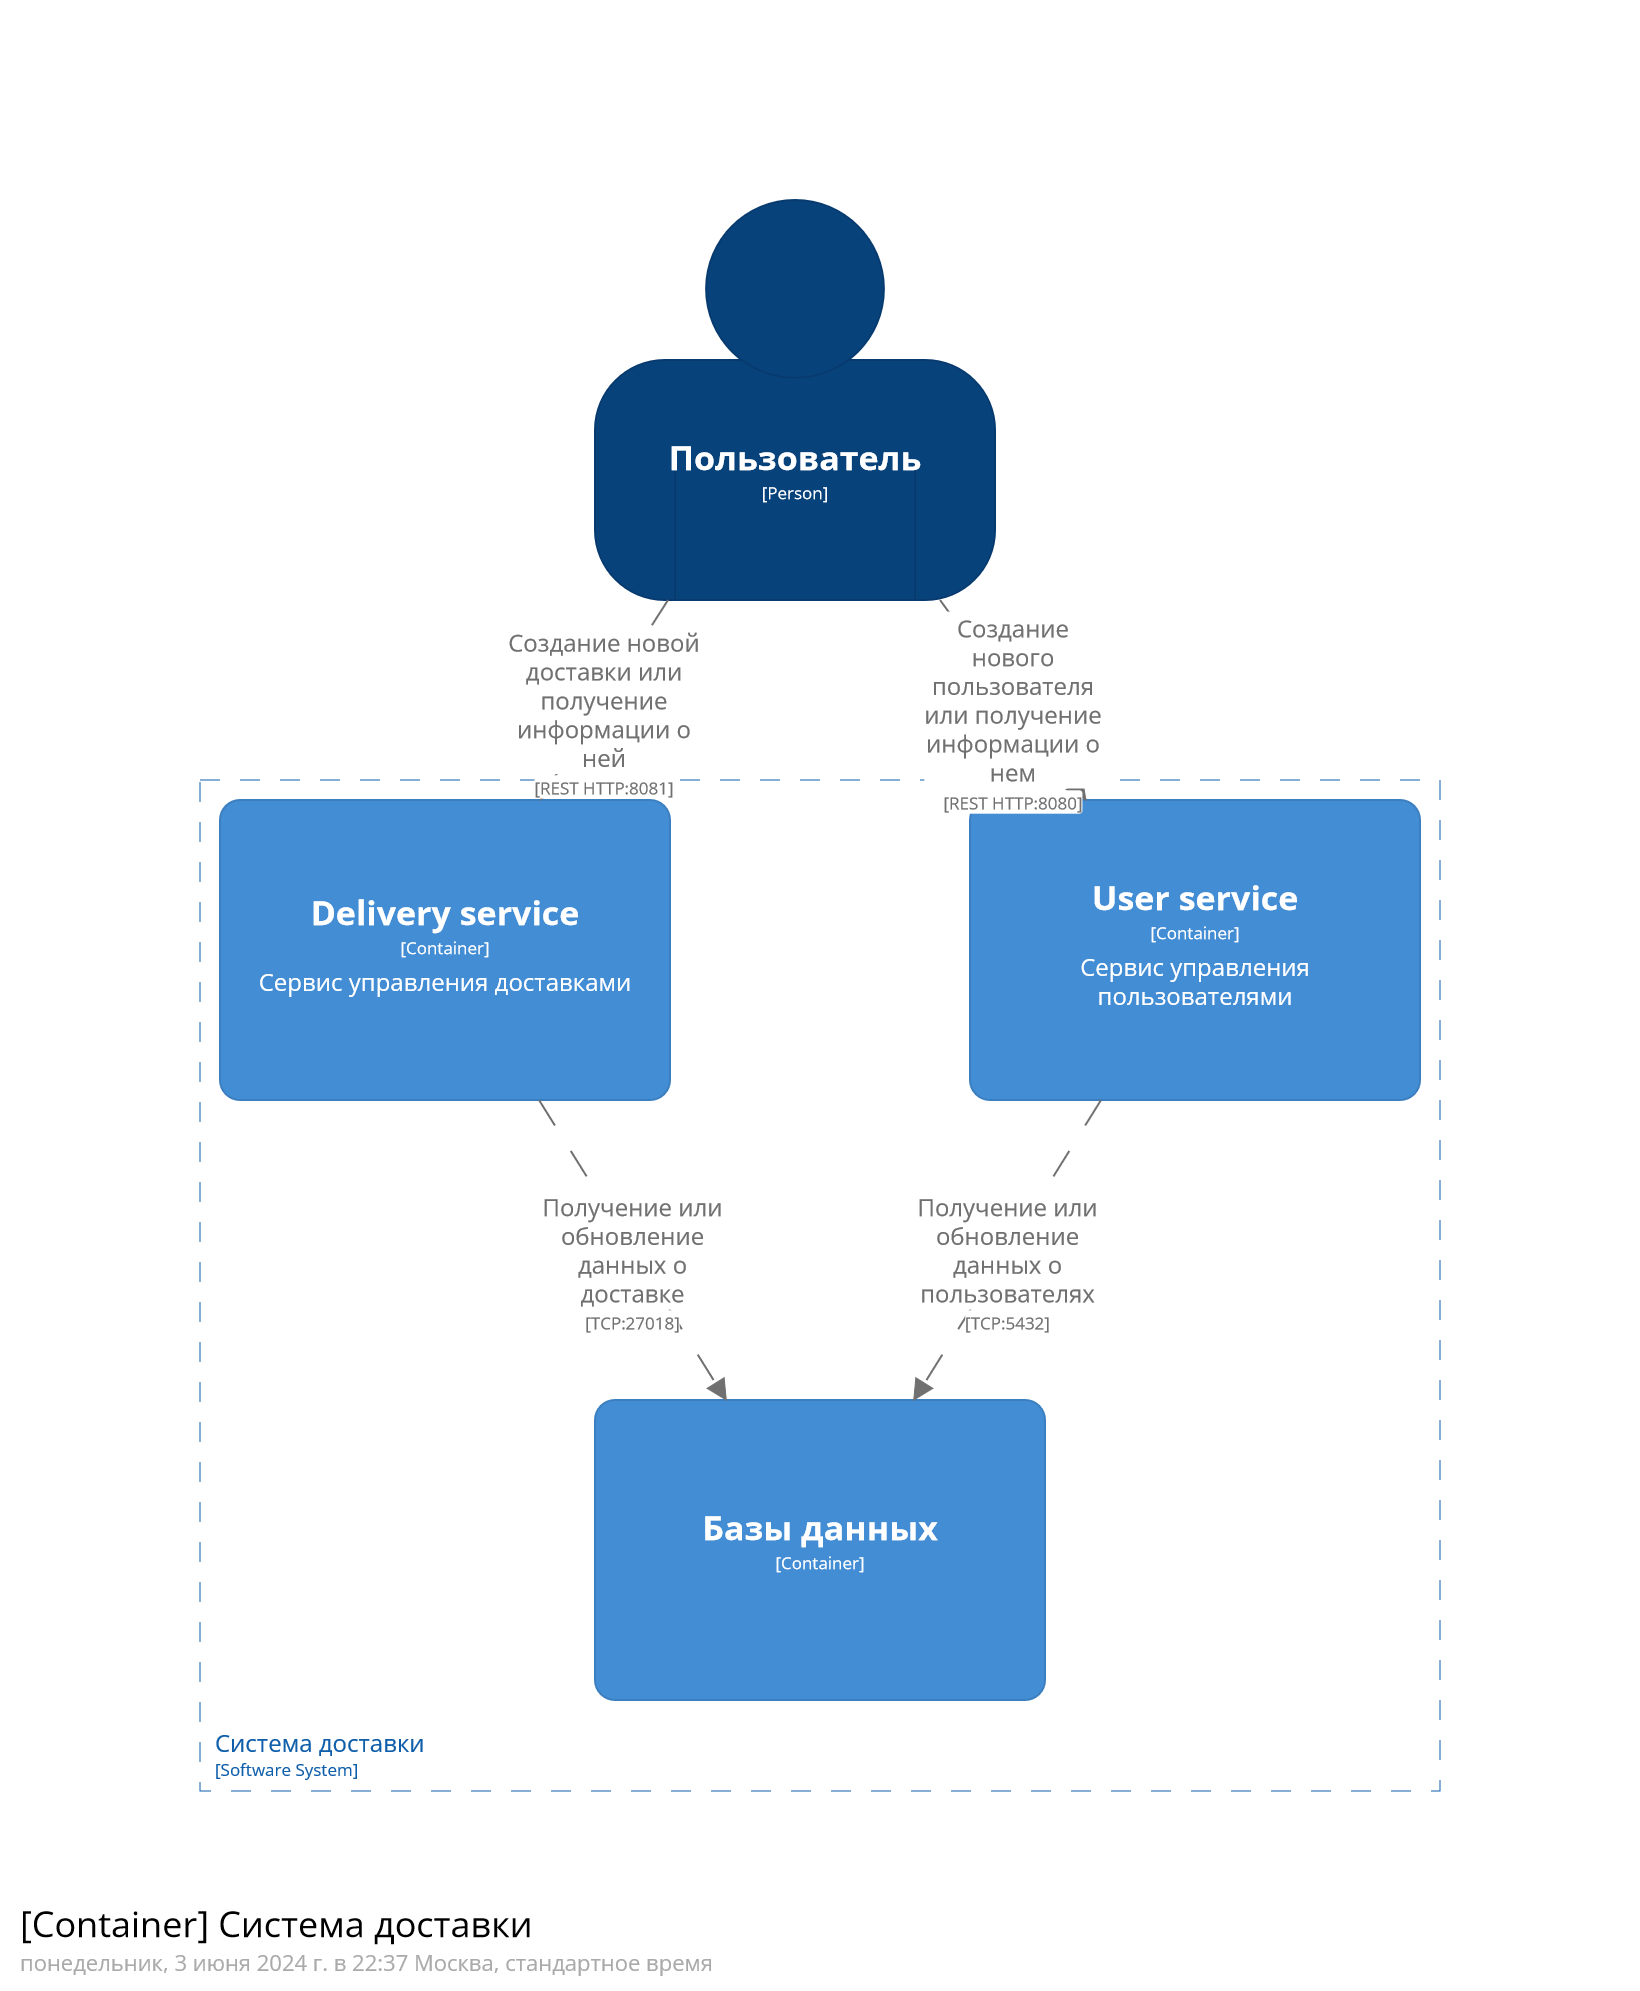 Пользователь
[Person]
Создание новой
доставки или
получение
информации о
ней
[REST HTTP:8081]
Создание
нового
пользователя
или получение
информации о
нем
[REST HTTP:8080]
Delivery service
[Container]
Сервис управления доставками
User service
[Container]
Сервис управления
пользователями
Получение или
обновление
данных о
доставке
[TCP:27018]
Получение или
обновление
данных о
пользователях
[TCP:5432]
Базы данных
[Container]
Система доставки
[Software System]
[Container] Система доставки
понедельник, 3 июня 2024 г. в 22:37 Москва, стандартное время